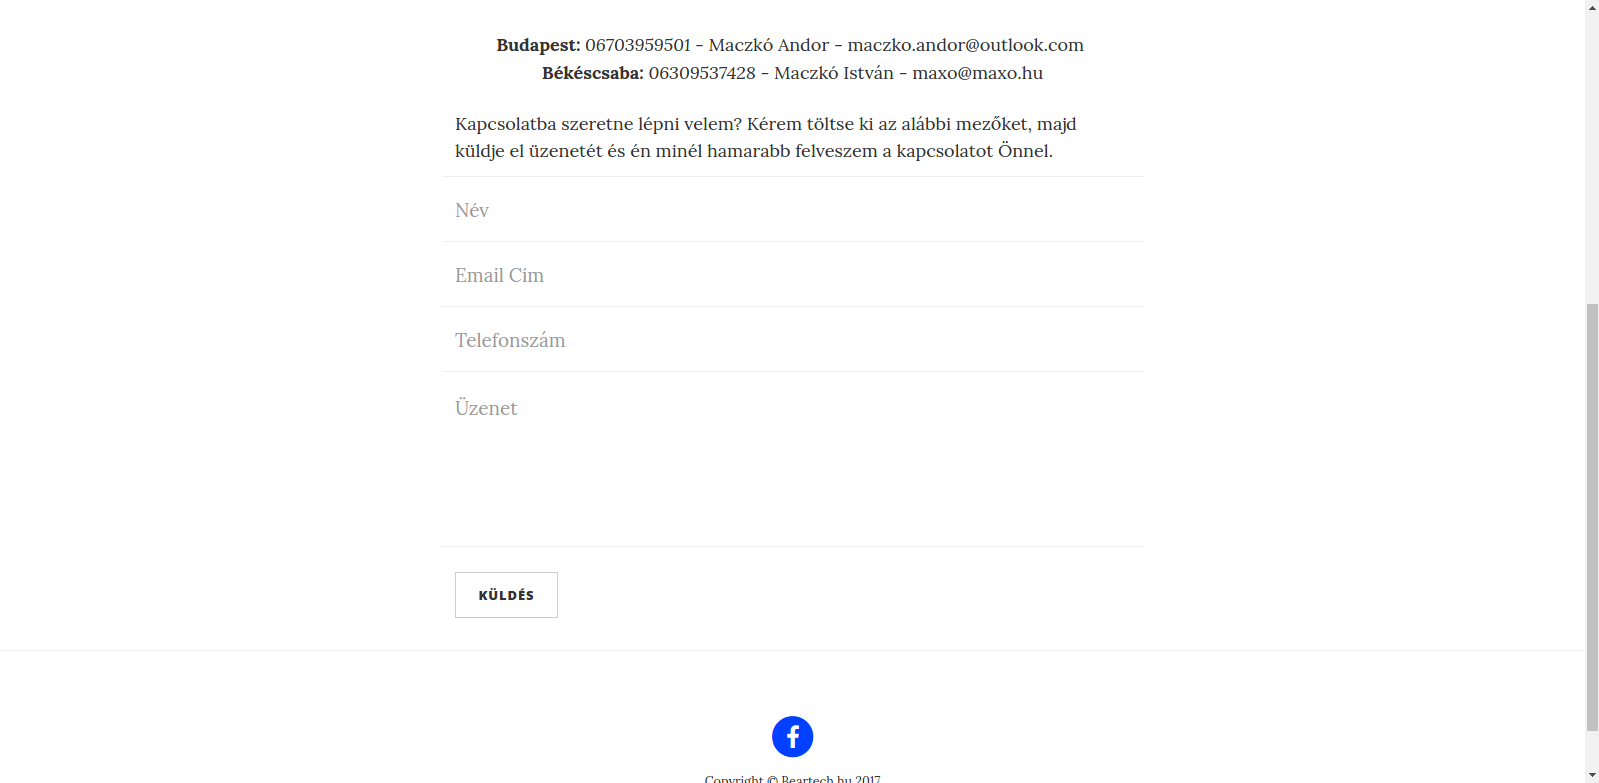 Budapest: 06703959501 - Maczkó Andor - maczko.andor@outlook.com
Békéscsaba: 06309537428 - Maczkó István - maxo@maxo.hu
Kapcsolatba szeretne lépni velem? Kérem töltse ki az alábbi mezőket, majd
küldje el üzenetét és én minél hamarabb felveszem a kapcsolatot Önnel.
Név
Email Cím
Telefonszám
Üzenet
KÜLDÉS
Copyright © Beartech.hu 2017